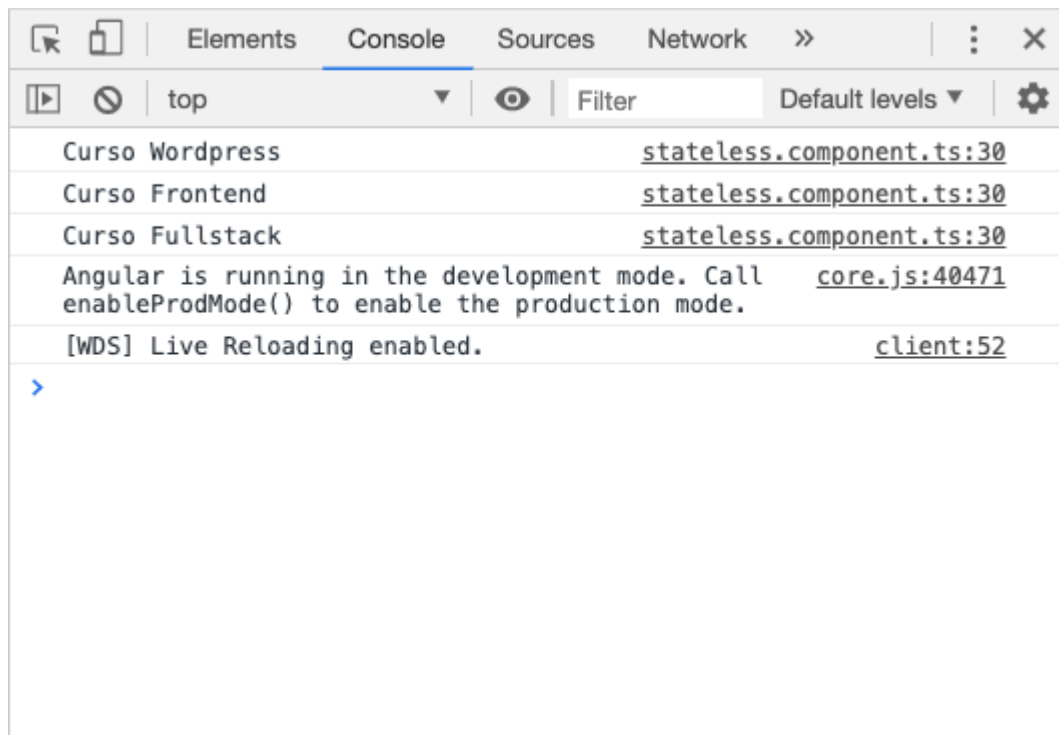 Elements Console Sources Network »
top Filter Default levels
Curso Wordpress stateless.component.ts:30
Curso Frontend stateless.component.ts:30
Curso Fullstack stateless.component.ts:30
Angular is running in the development mode. Call core.js:40471
enableProdMode() to enable the production mode.
[WDS] Live Reloading enabled. client:52